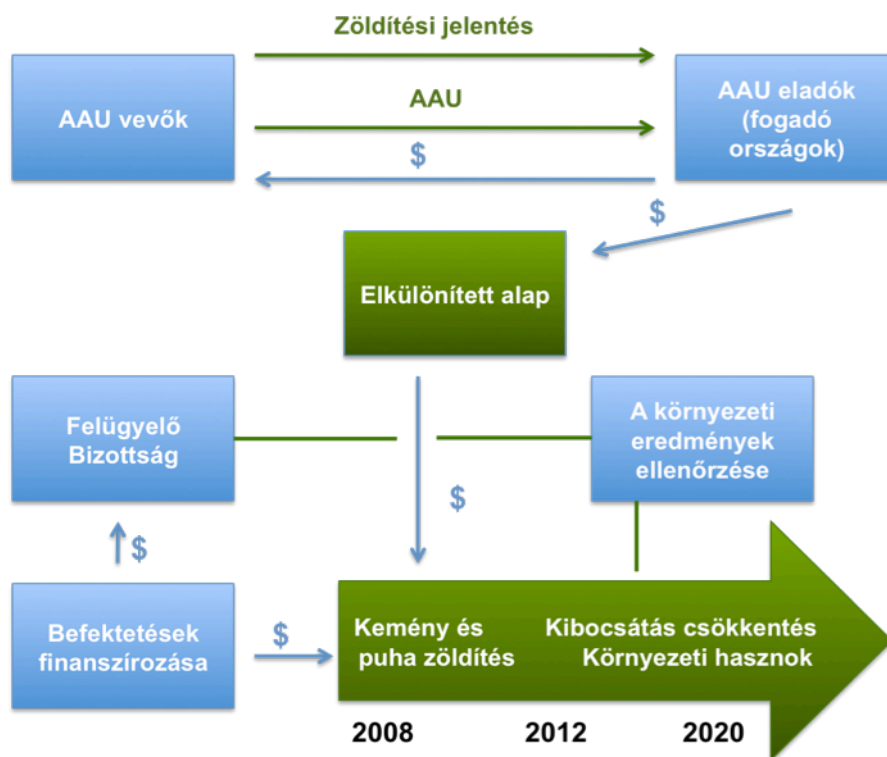 Zöldítési jelentés
AAU vevők
AAU
$
AAU eladók
(fogadó
országok)
$
Elkülönített alap
Felügyelő
Bizottság
A környezeti
eredmények
ellenőrzése
$
$
Befektetések
finanszírozása
$
Kemény és
puha zöldítés
Kibocsátás csökkentés
Környezeti hasznok
2008
2012
2020